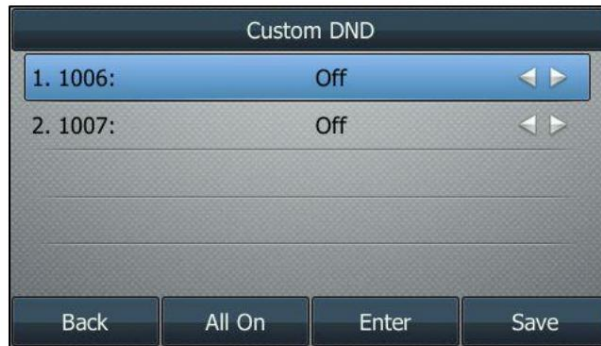 Custom DND
1. 1006: Off
2. 1007: Off
Back All On Enter Save